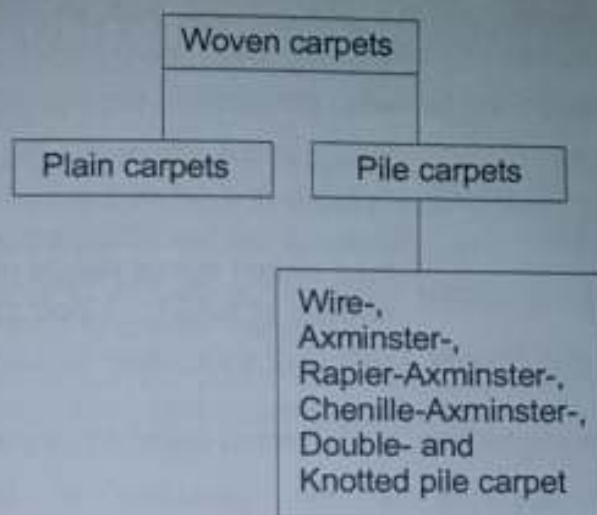 Woven carpets
Plain carpets
Pile carpets
Wire-,
Axminster-,
Rapier-Axminster-,
Chenille-Axminster-,
Double- and
Knotted pile carpet